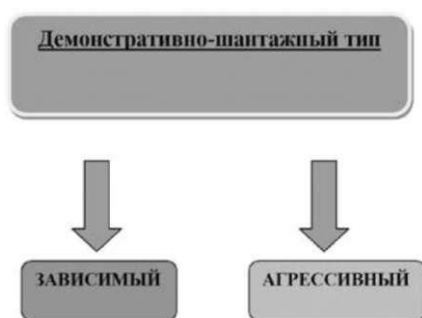 Демонстративно-шантажный тип
ЗАВИСИМЫЙ
АГРЕССИВНЫЙ